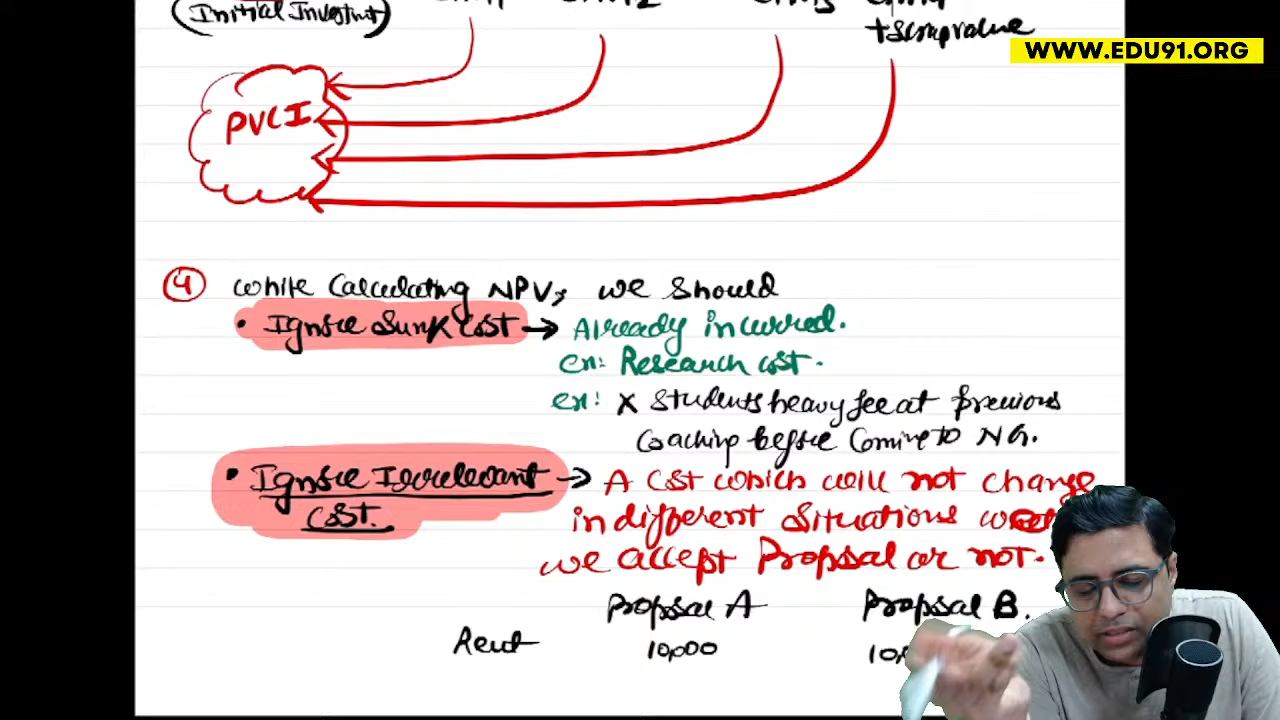 (Initial Investmt)
+Scrap value
WWW.EDU91.ORG
PVCI
4 While Calculating NPV, we should
• Ignore Sunk Cost → Already incurred.
ex: Research cost.
ex: X Students heavy fee at previous
Coaching before Coming to NG.
• Ignore Irrelevant → A Cost which will not change
Cost. in different Situations
we accept Proposal or not.
Proposal A Proposal B.
Rent 10,000